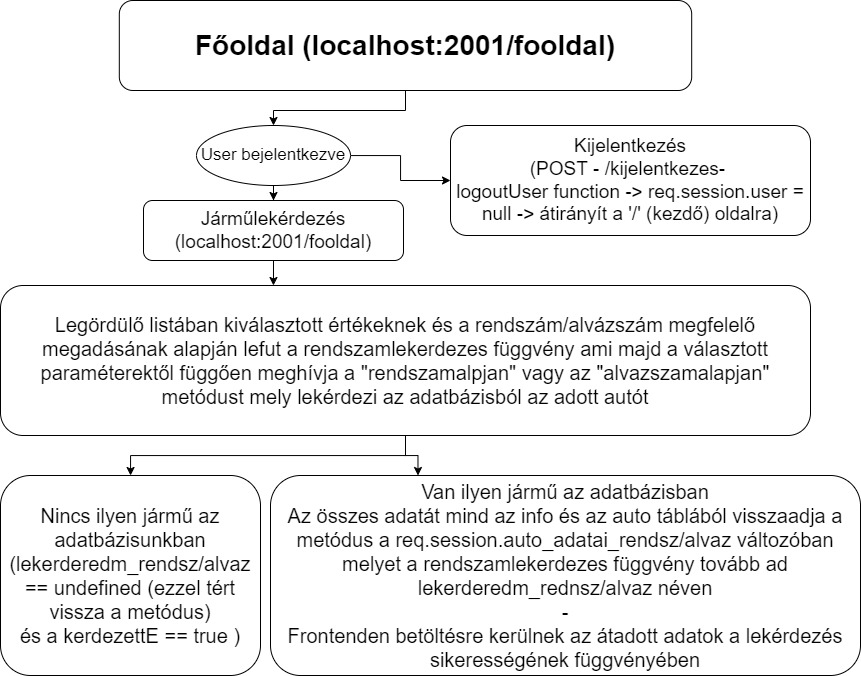 Főoldal (localhost:2001/fooldal)
User bejelentkezve
Kijelentkezés
(POST - /kijelentkezes-
logoutUser function -> req.session.user =
null -> átirányít a '/' (kezdő) oldalra)
Járműlekérdezés
(localhost:2001/fooldal)
Legördülő listában kiválasztott értékeknek és a rendszám/alvázszám megfelelő
megadásának alapján lefut a rendszamlekerdezes függvény ami majd a választott
paraméterektől függően meghívja a "rendszamalpjan" vagy az "alvazszamalapjan"
metódust mely lekérdezi az adatbázisból az adott autót
Nincs ilyen jármű az
adatbázisunkban
(lekerderedm_rendsz/alvaz
== undefined (ezzel tért
vissza a metódus)
és a kerdezettE == true )
Van ilyen jármű az adatbázisban
Az összes adatát mind az info és az auto táblából visszaadja a
metódus a req.session.auto_adatai_rendsz/alvaz változóban
melyet a rendszamlekerdezes függvény tovább ad
lekerderedm_rednsz/alvaz néven
-
Frontenden betöltésre kerülnek az átadott adatok a lekérdezés
sikerességének függvényében